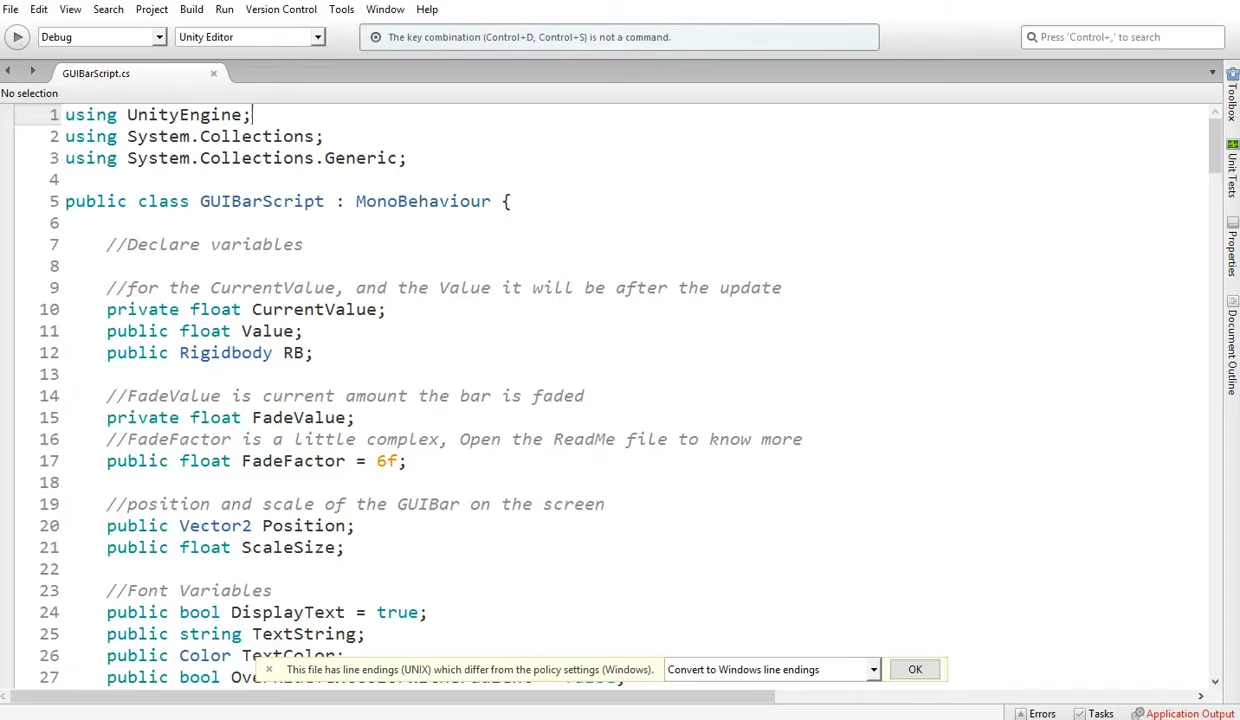 File Edit View Search Project Build Run Version Control Tools Window Help
Debug Unity Editor The key combination (Control+D, Control+S) is not a command. Press 'Control+,' to search
GUIBarScript.cs
No selection
1 using UnityEngine;
2 using System.Collections;
3 using System.Collections.Generic;
4
5 public class GUIBarScript : MonoBehaviour {
6
7 //Declare variables
8
9 //for the CurrentValue, and the Value it will be after the update
10 private float CurrentValue;
11 public float Value;
12 public Rigidbody RB;
13
14 //FadeValue is current amount the bar is faded
15 private float FadeValue;
16 //FadeFactor is a little complex, Open the ReadMe file to know more
17 public float FadeFactor = 6f;
18
19 //position and scale of the GUIBar on the screen
20 public Vector2 Position;
21 public float ScaleSize;
22
23 //Font Variables
24 public bool DisplayText = true;
25 public string TextString;
26 public Color TextColor;
27 public bool
This file has line endings (UNIX) which differ from the policy settings (Windows). Convert to Windows line endings OK
Toolbox
Unit Tests
Properties
Document Outline
Errors Tasks Application Output